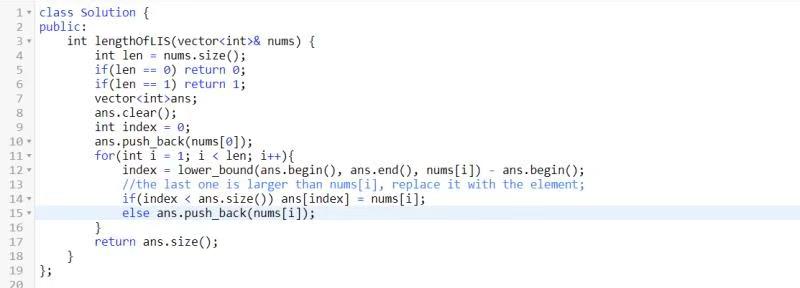 1 class Solution {
2 public:
3     int lengthOfLIS(vector<int>& nums) {
4         int len = nums.size();
5         if(len == 0) return 0;
6         if(len == 1) return 1;
7         vector<int>ans;
8         ans.clear();
9         int index = 0;
10         ans.push_back(nums[0]);
11         for(int i = 1; i < len; i++){
12             index = lower_bound(ans.begin(), ans.end(), nums[i]) - ans.begin();
13             //the last one is larger than nums[i], replace it with the element;
14             if(index < ans.size()) ans[index] = nums[i];
15             else ans.push_back(nums[i]);
16         }
17         return ans.size();
18     }
19 };
20